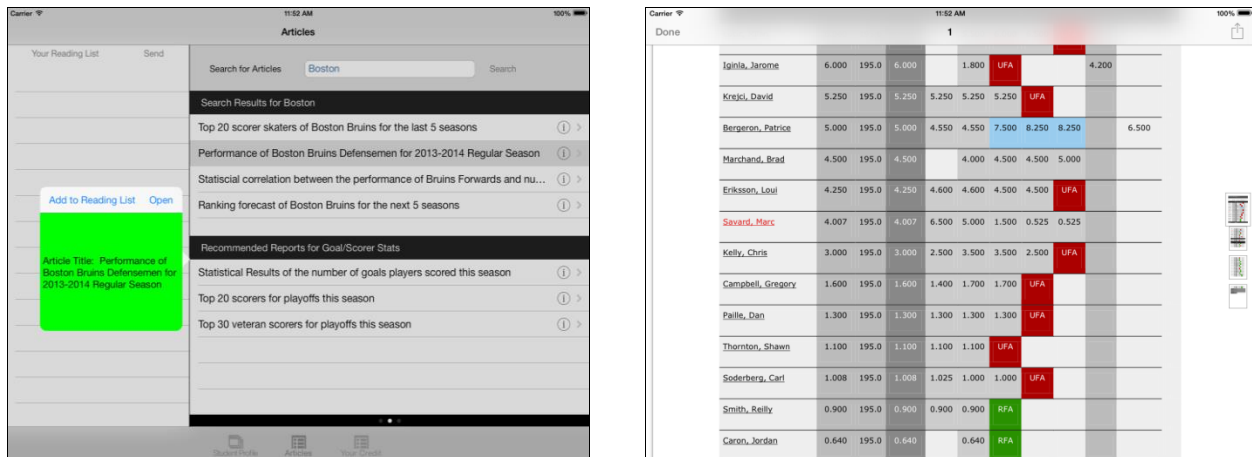 Carrier 11:52 AM 100%
Articles
Your Reading List Send
Search for Articles Boston Search
Search Results for Boston
Top 20 scorer skaters of Boston Bruins for the last 5 seasons
Performance of Boston Bruins Defensemen for 2013-2014 Regular Season
Statiscial correlation between the performance of Bruins Forwards and nu...
Ranking forecast of Boston Bruins for the next 5 seasons
Recommended Reports for Goal/Scorer Stats
Statistical Results of the number of goals players scored this season
Top 20 scorers for playoffs this season
Top 30 veteran scorers for playoffs this season
Add to Reading List Open
Article Title: Performance of
Boston Bruins Defensemen for
2013-2014 Regular Season
Student Profile Articles Your Credit
Carrier 11:52 AM 100%
Done 1
Iginla, Jarome 6.000 195.0 6.000 1.800 UFA 4.200
Krejci, David 5.250 195.0 5.250 5.250 5.250 5.250 UFA
Bergeron, Patrice 5.000 195.0 5.000 4.550 4.550 7.500 8.250 8.250 6.500
Marchand, Brad 4.500 195.0 4.500 4.000 4.500 4.500 5.000
Eriksson, Loui 4.250 195.0 4.250 4.600 4.600 4.500 4.500 UFA
Savard, Marc 4.007 195.0 4.007 6.500 5.000 1.500 0.525 0.525
Kelly, Chris 3.000 195.0 3.000 2.500 3.500 3.500 2.500 UFA
Campbell, Gregory 1.600 195.0 1.600 1.400 1.700 1.700 UFA
Paille, Dan 1.300 195.0 1.300 1.300 1.300 1.300 UFA
Thornton, Shawn 1.100 195.0 1.100 1.100 1.100 UFA
Soderberg, Carl 1.008 195.0 1.008 1.025 1.000 1.000 UFA
Smith, Reilly 0.900 195.0 0.900 0.900 0.900 RFA
Caron, Jordan 0.640 195.0 0.640 0.640 RFA